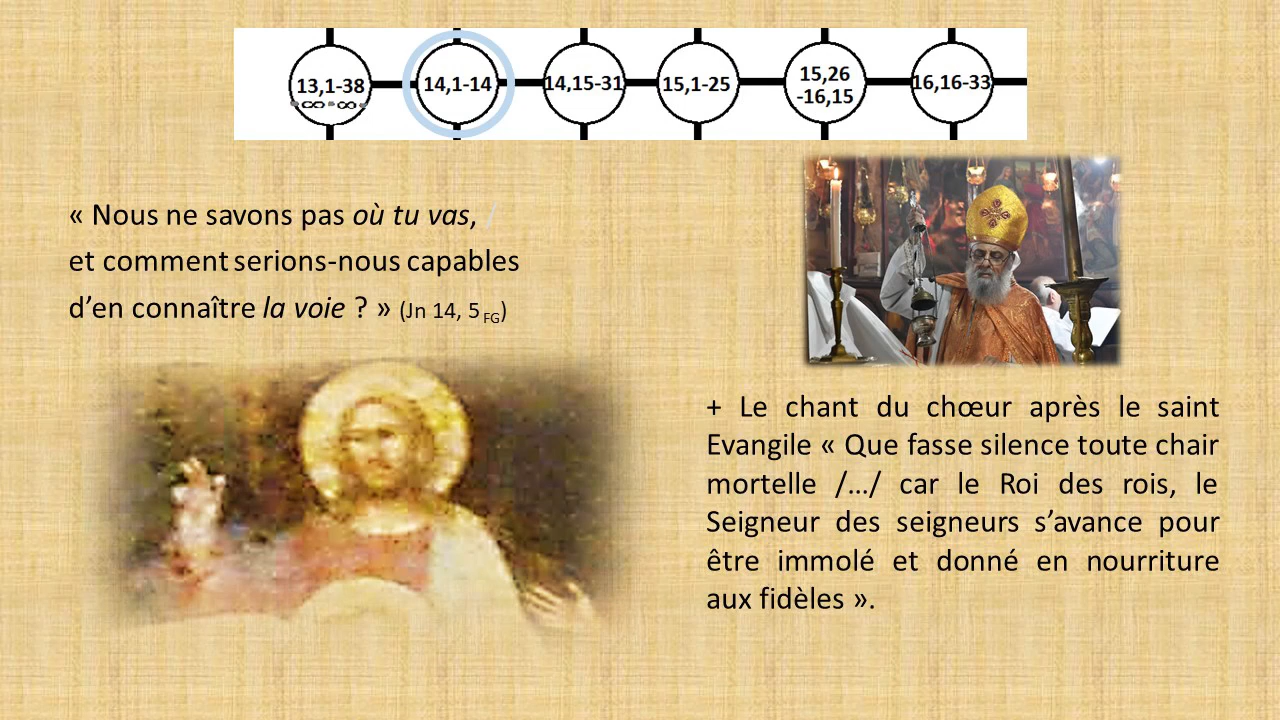 13,1-38
14,1-14
14,15-31
15,1-25
15,26
-16,15
16,16-33
« Nous ne savons pas où tu vas, /
et comment serions-nous capables
d’en connaître la voie ? » (Jn 14, 5 FG)
+ Le chant du chœur après le saint
Evangile « Que fasse silence toute chair
mortelle /…/ car le Roi des rois, le
Seigneur des seigneurs s’avance pour
être immolé et donné en nourriture
aux fidèles ».